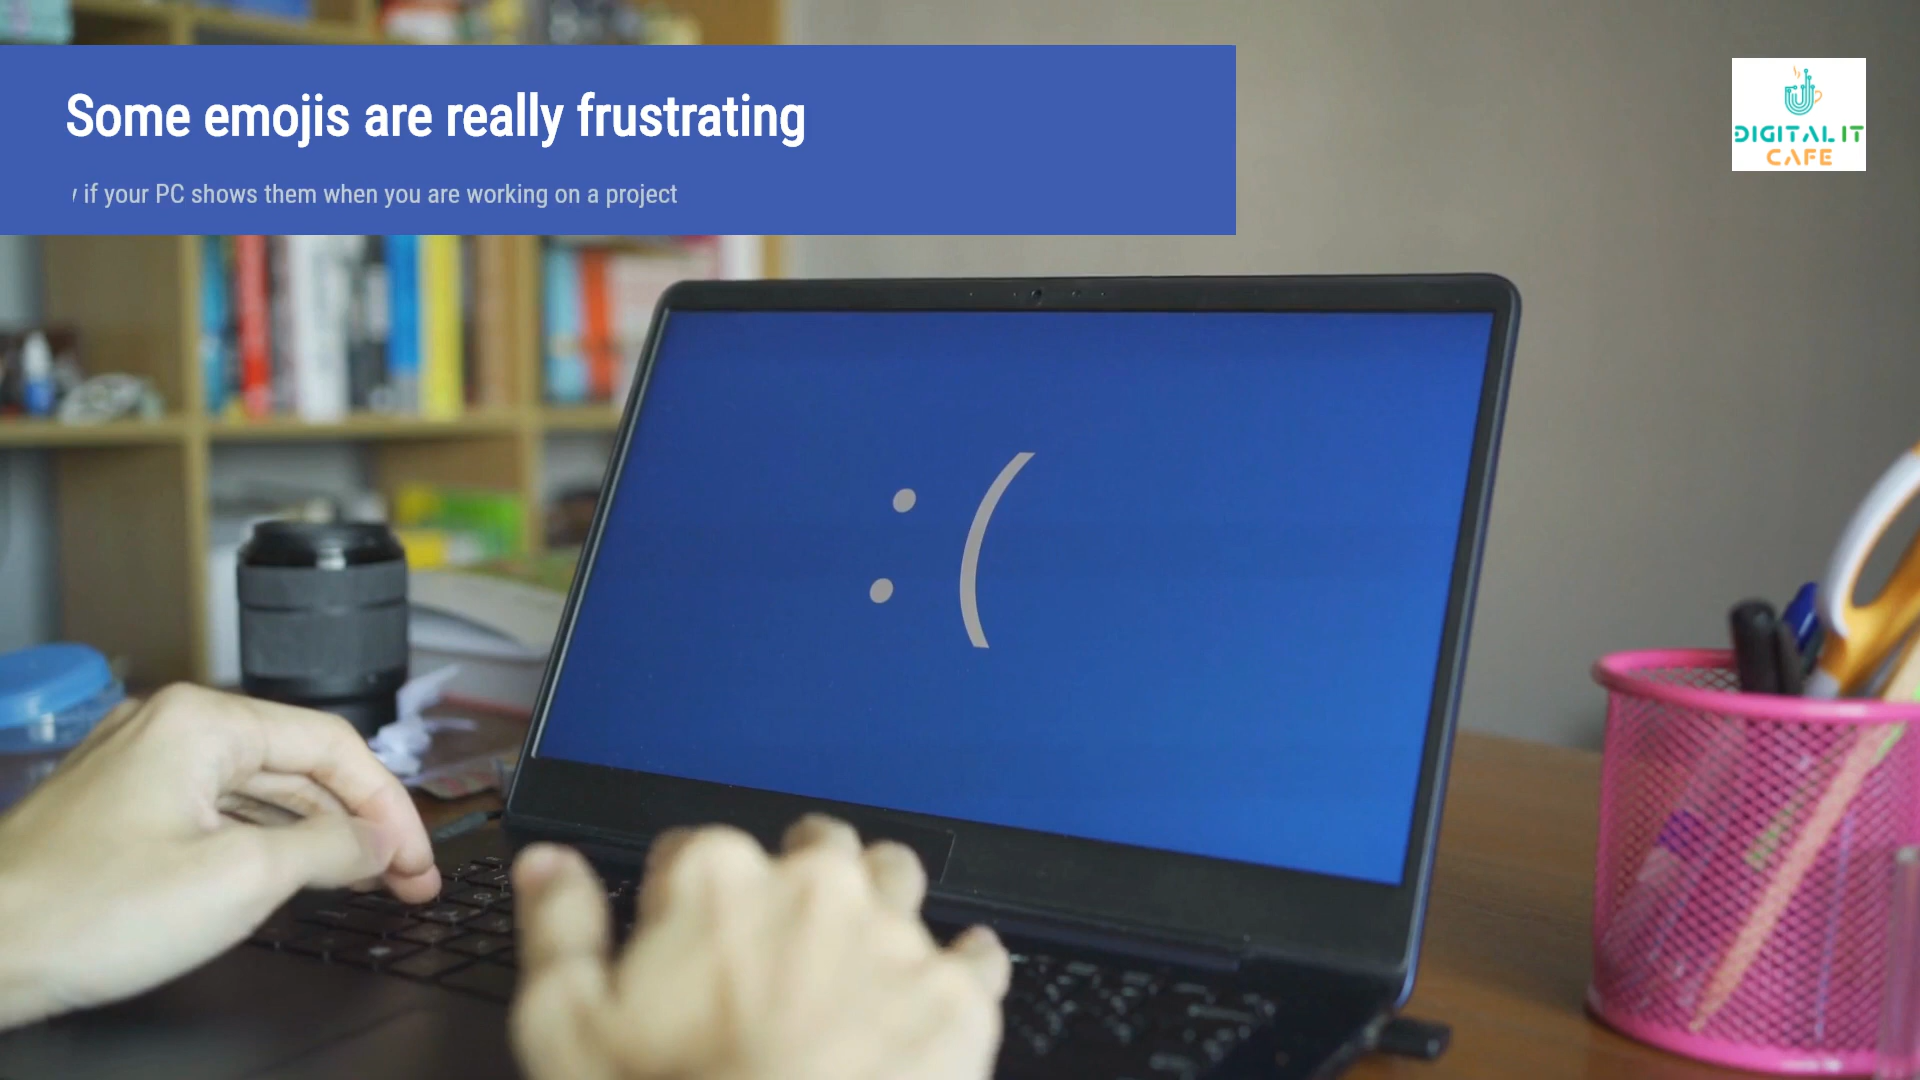 Some emojis are really frustrating
if your PC shows them when you are working on a project
DIGITAL IT
CAFE
:(